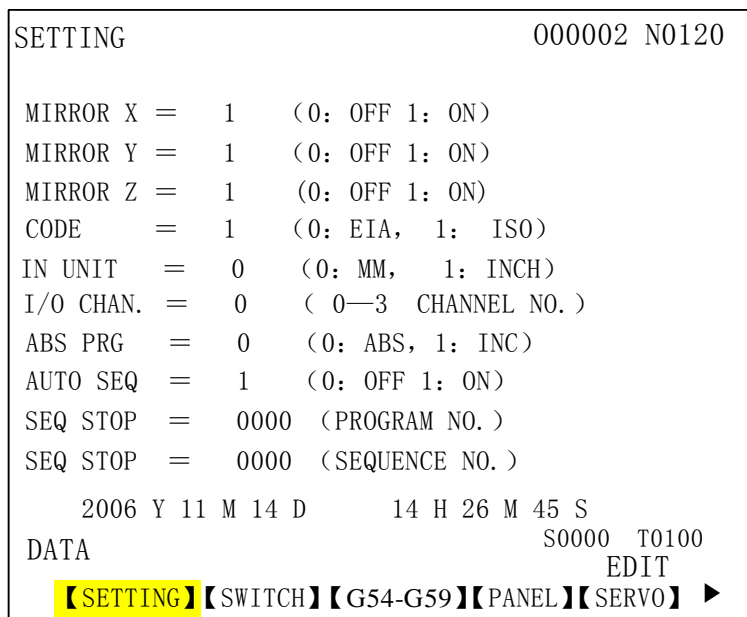 SETTING O00002 N0120
MIRROR X ＝ 1 （0：OFF 1：ON）
MIRROR Y ＝ 1 （0：OFF 1：ON）
MIRROR Z ＝ 1 (0：OFF 1：ON)
CODE ＝ 1 （0：EIA， 1： ISO）
IN UNIT ＝ 0 （0：MM， 1：INCH）
I/O CHAN. ＝ 0 （ 0—3 CHANNEL NO.）
ABS PRG ＝ 0 （0：ABS，1：INC）
AUTO SEQ ＝ 1 （0：OFF 1：ON）
SEQ STOP ＝ 0000 （PROGRAM NO.）
SEQ STOP ＝ 0000 （SEQUENCE NO.）
2006 Y 11 M 14 D 14 H 26 M 45 S
DATA S0000 T0100
EDIT
【SETTING】【SWITCH】【G54-G59】【PANEL】【SERVO】 ▶